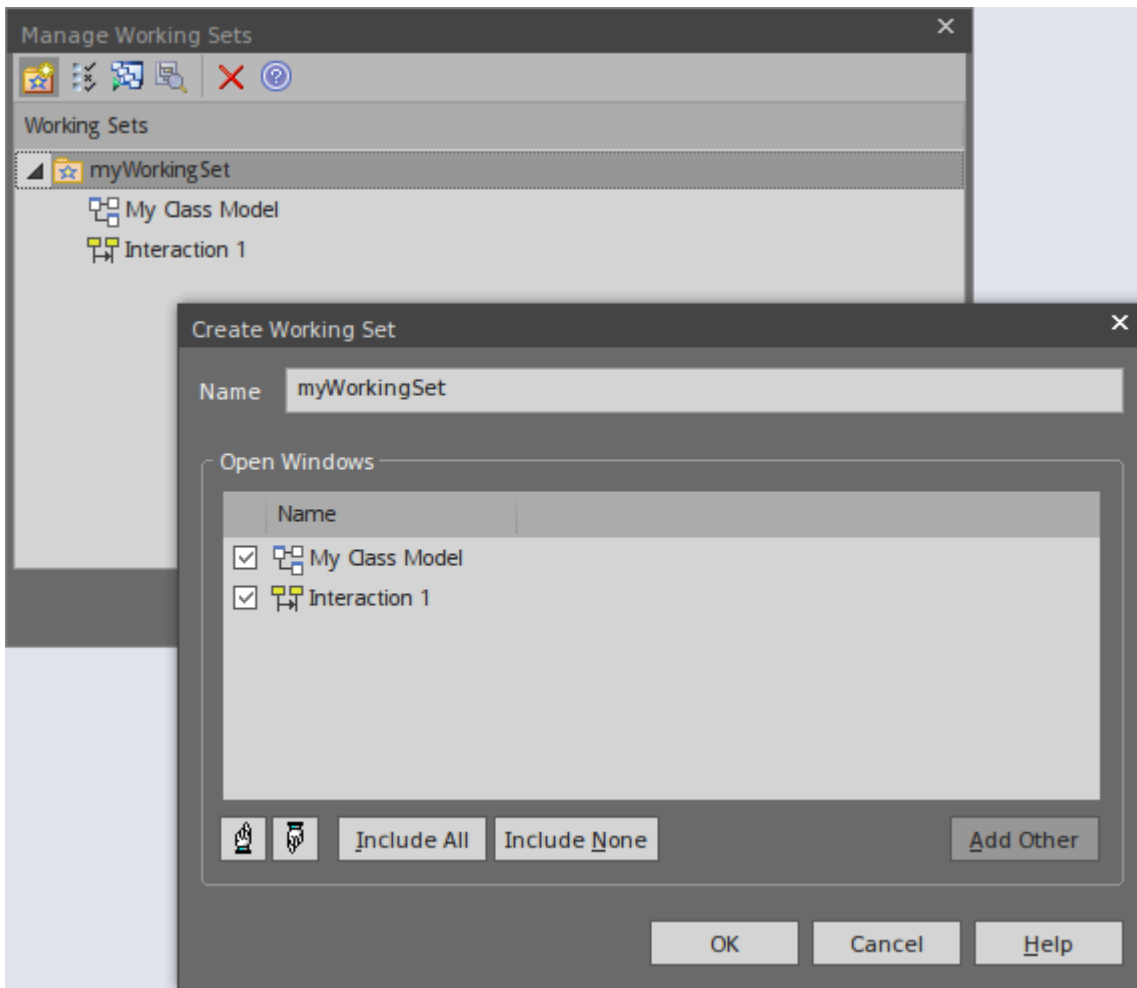 Manage Working Sets
Working Sets
myWorkingSet
My Class Model
Interaction 1
Create Working Set
Name myWorkingSet
Open Windows
Name
My Class Model
Interaction 1
Include All Include None Add Other
OK Cancel Help